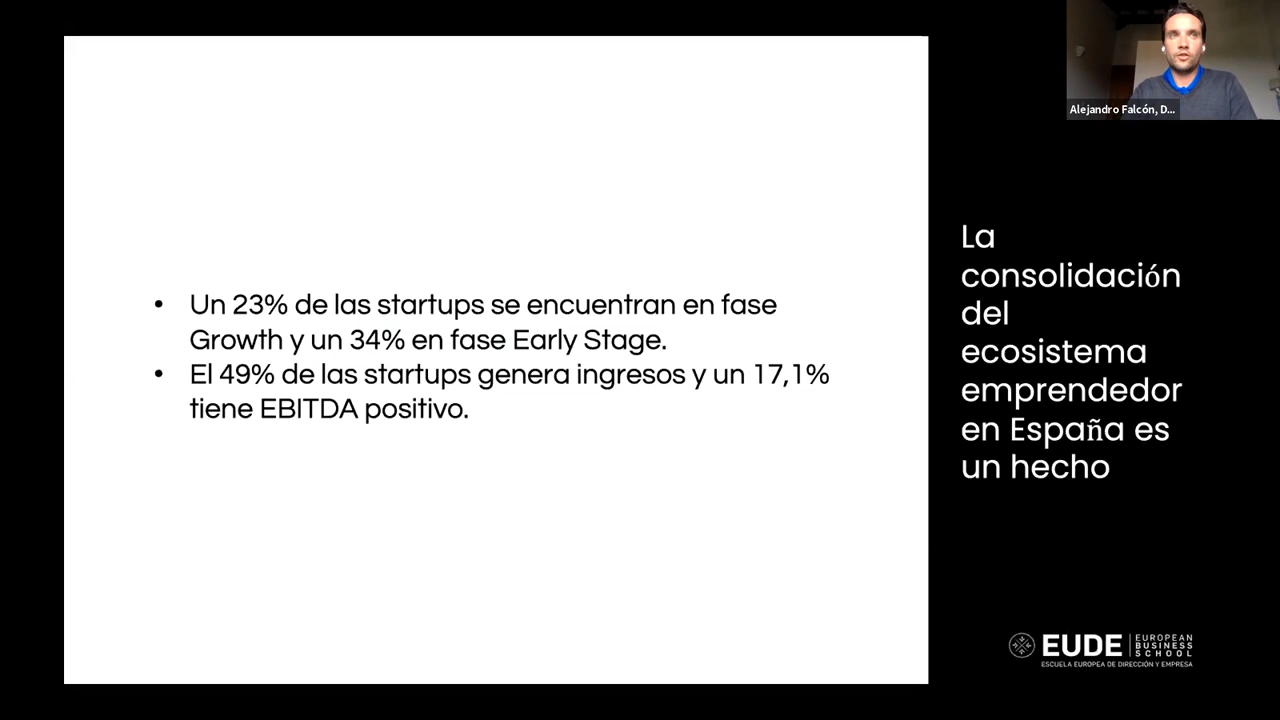 Alejandro Falcón, D...
• Un 23% de las startups se encuentran en fase
Growth y un 34% en fase Early Stage.
• El 49% de las startups genera ingresos y un 17,1%
tiene EBITDA positivo.
La
consolidación
del
ecosistema
emprendedor
en España es
un hecho
EUDE
EUROPEAN
BUSINESS
SCHOOL
ESCUELA EUROPEA DE DIRECCIÓN Y EMPRESA